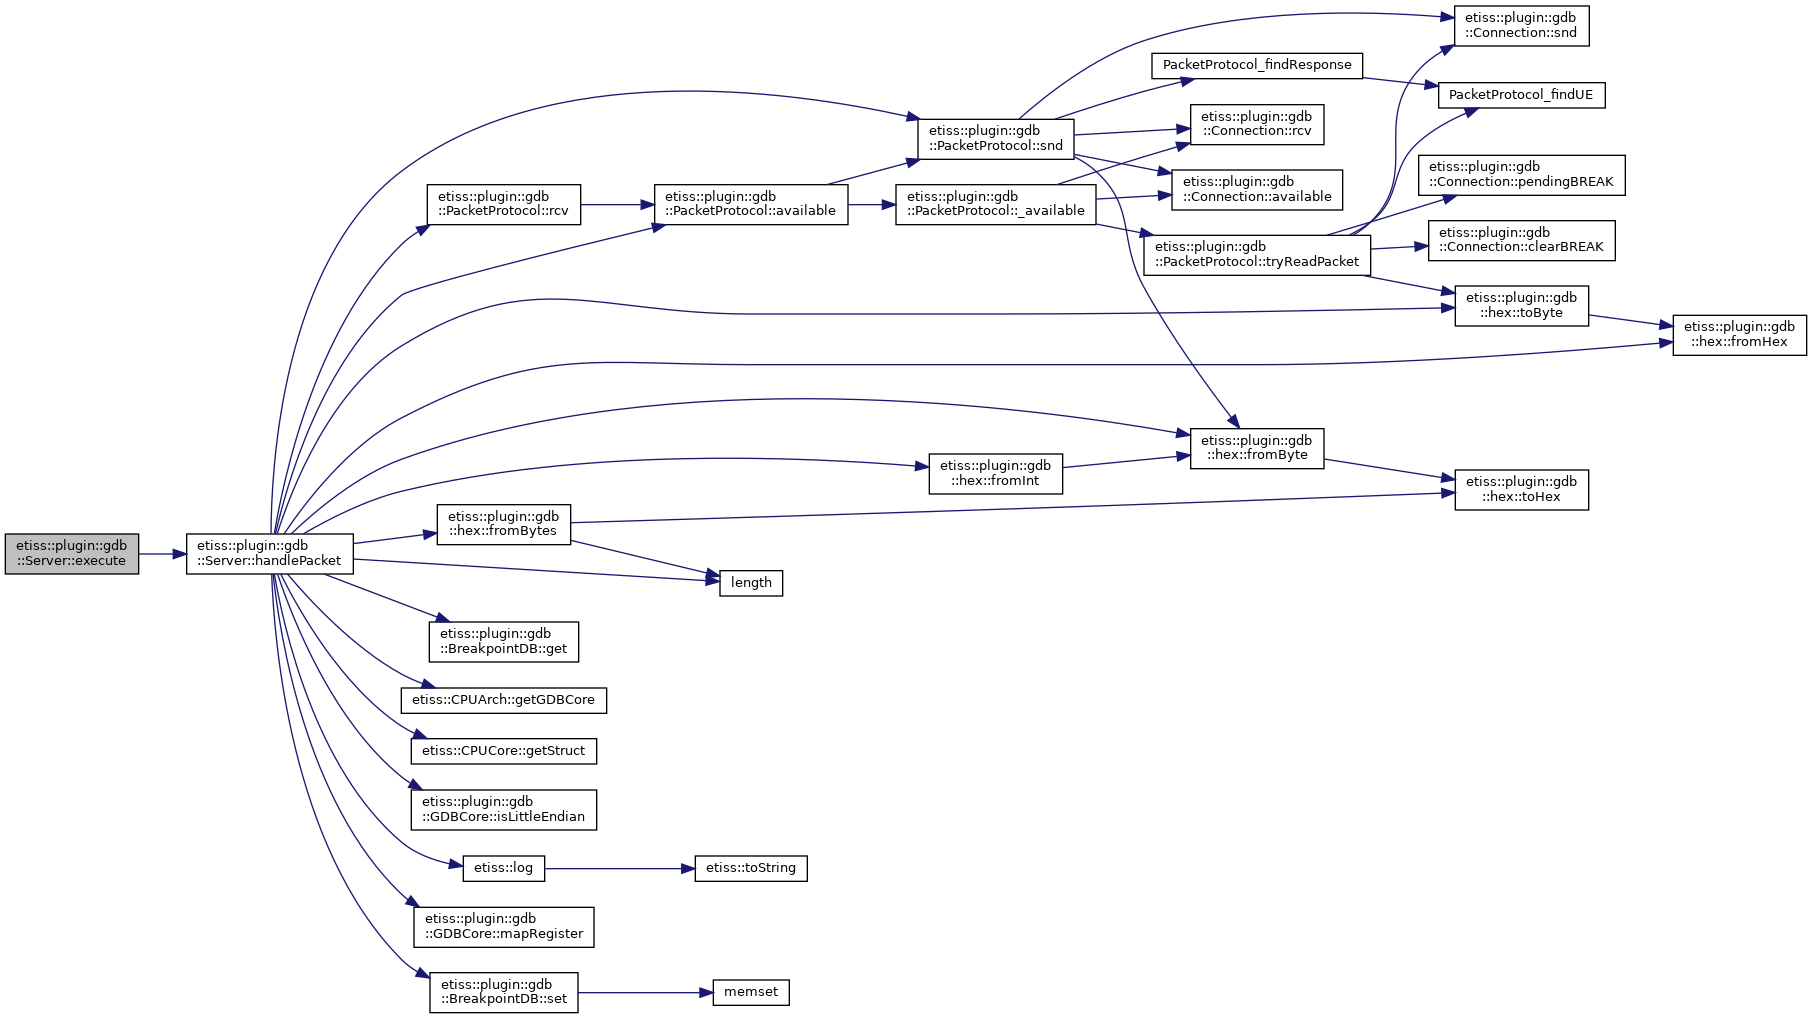 etiss::plugin::gdb
::Server::execute
etiss::plugin::gdb
::Server::handlePacket
etiss::plugin::gdb
::PacketProtocol::rcv
etiss::plugin::gdb
::PacketProtocol::available
etiss::plugin::gdb
::PacketProtocol::snd
etiss::plugin::gdb
::PacketProtocol::_available
etiss::plugin::gdb
::Connection::snd
PacketProtocol_findResponse
PacketProtocol_findUE
etiss::plugin::gdb
::Connection::rcv
etiss::plugin::gdb
::Connection::available
etiss::plugin::gdb
::PacketProtocol::tryReadPacket
etiss::plugin::gdb
::Connection::pendingBREAK
etiss::plugin::gdb
::Connection::clearBREAK
etiss::plugin::gdb
::hex::toByte
etiss::plugin::gdb
::hex::fromHex
etiss::plugin::gdb
::hex::fromByte
etiss::plugin::gdb
::hex::fromInt
etiss::plugin::gdb
::hex::toHex
etiss::plugin::gdb
::hex::fromBytes
length
etiss::plugin::gdb
::BreakpointDB::get
etiss::CPUArch::getGDBCore
etiss::CPUCore::getStruct
etiss::plugin::gdb
::GDBCore::isLittleEndian
etiss::log
etiss::toString
etiss::plugin::gdb
::GDBCore::mapRegister
etiss::plugin::gdb
::BreakpointDB::set
memset